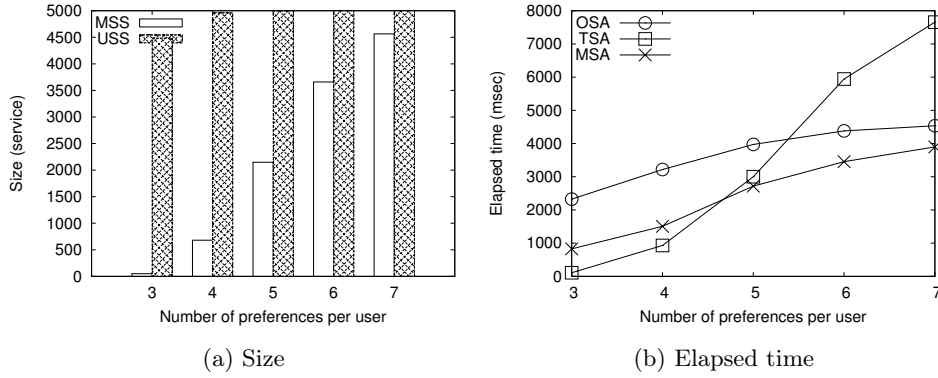 MSS
USS
5000
4500
4000
3500
3000
2500
2000
1500
1000
500
0
Size (service)
3 4 5 6 7
Number of preferences per user
(a) Size
OSA
TSA
MSA
8000
7000
6000
5000
4000
3000
2000
1000
0
Elapsed time (msec)
3 4 5 6 7
Number of preferences per user
(b) Elapsed time